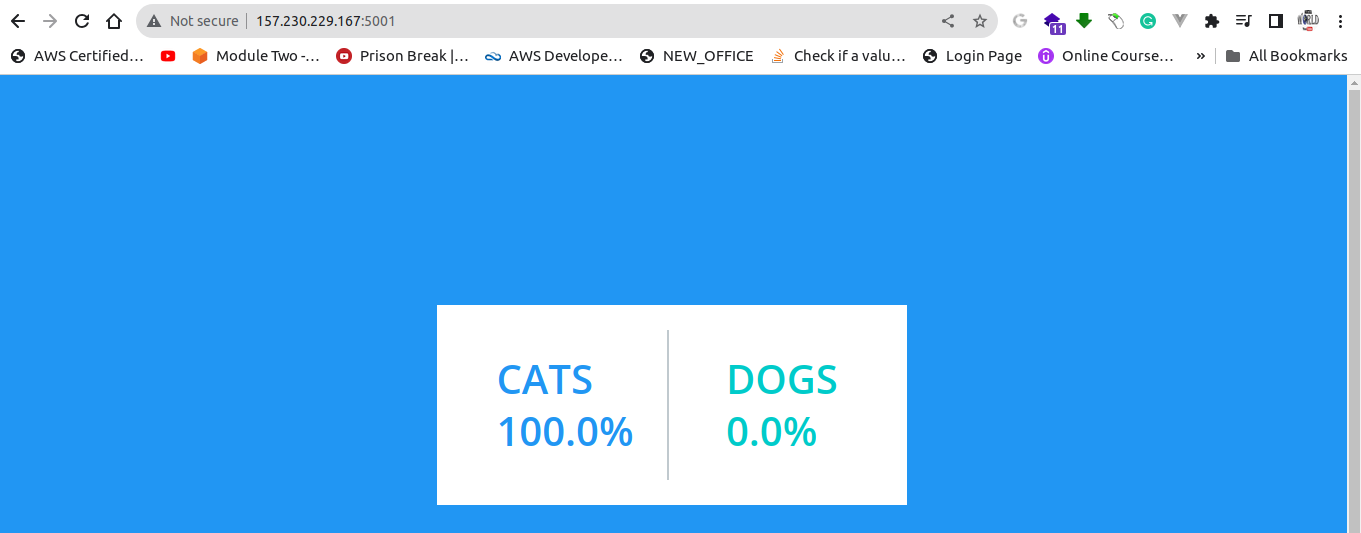 Not secure 157.230.229.167:5001
11
AWS Certified… Module Two -… Prison Break |… AWS Develope… NEW_OFFICE Check if a valu… Login Page Online Course… » All Bookmarks
CATS DOGS
100.0% 0.0%